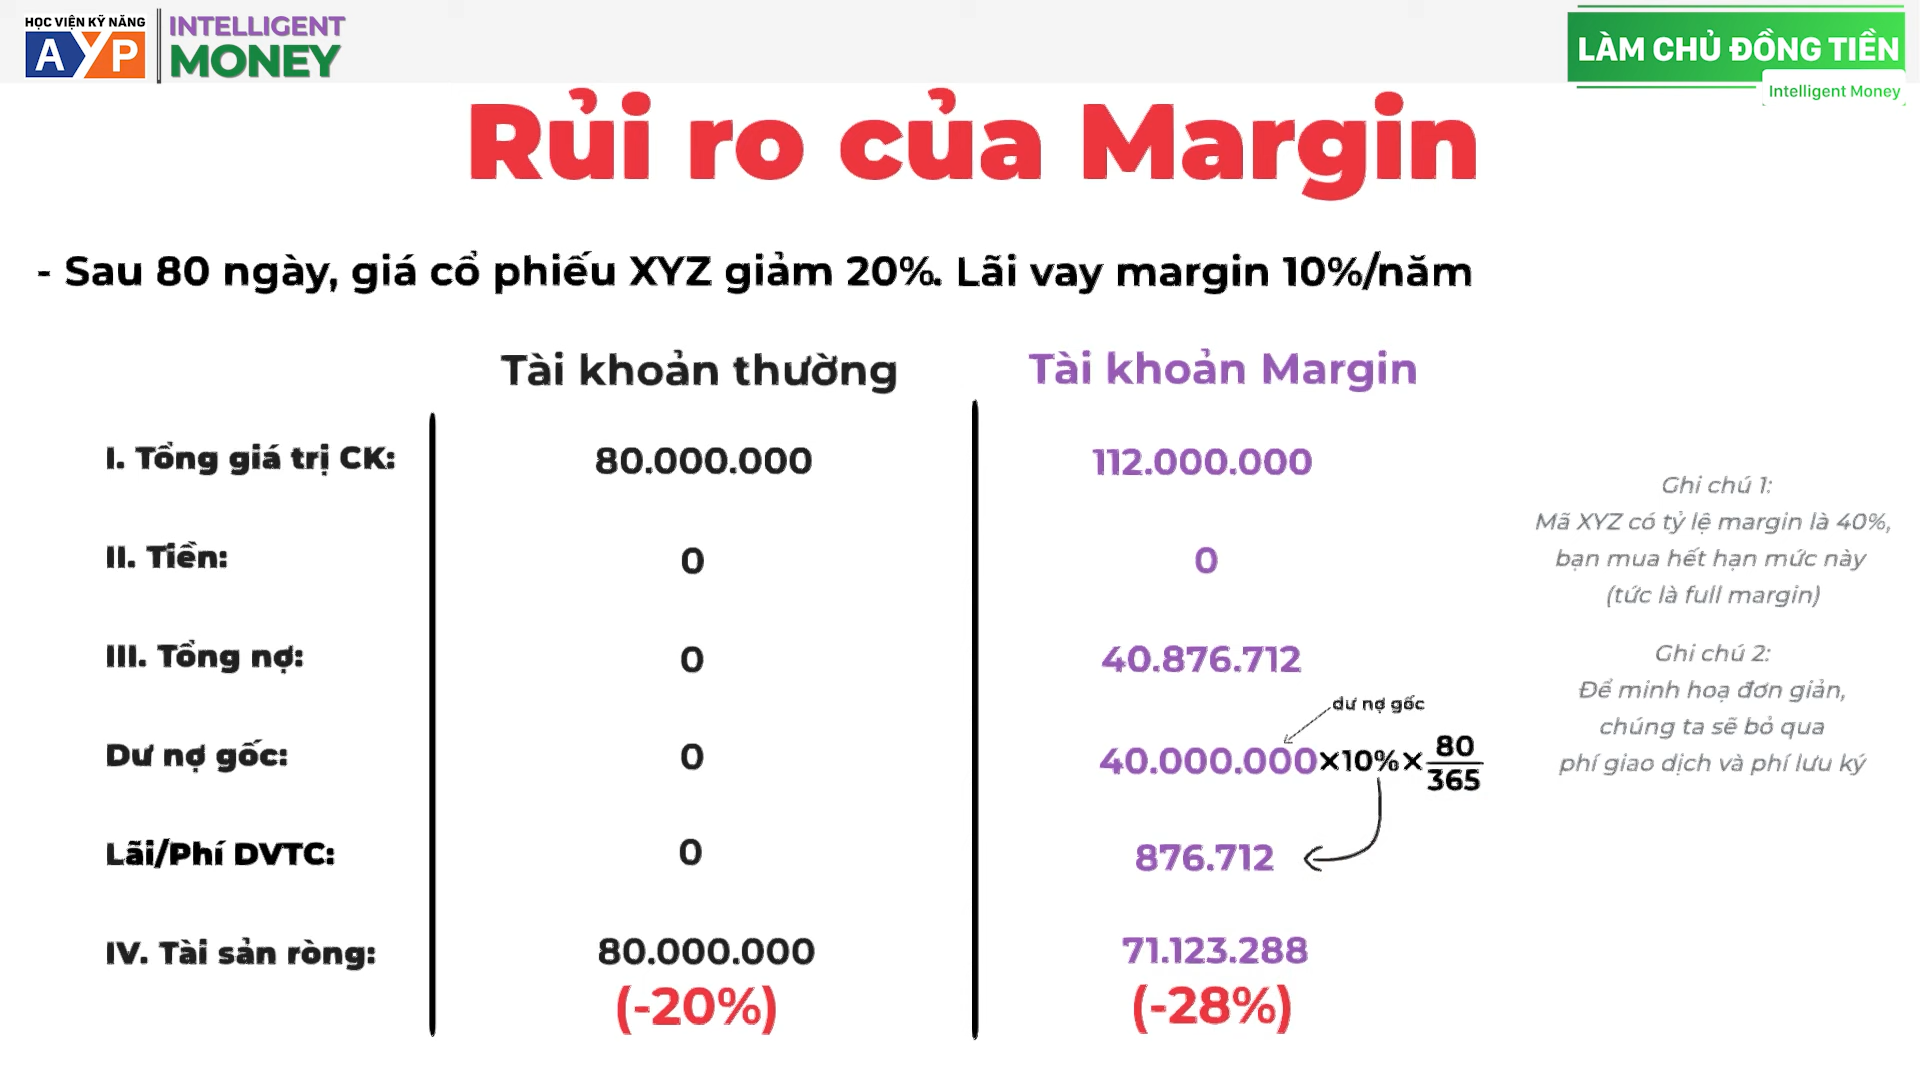 HỌC VIỆN KỸ NĂNG
AYP
INTELLIGENT
MONEY
LÀM CHỦ ĐỒNG TIỀN
Intelligent Money
Rủi ro của Margin
- Sau 80 ngày, giá cổ phiếu XYZ giảm 20%. Lãi vay margin 10%/năm
Tài khoản thường
Tài khoản Margin
I. Tổng giá trị CK:
80.000.000
112.000.000
II. Tiền:
0
0
III. Tổng nợ:
0
40.876.712
dư nợ gốc
Dư nợ gốc:
0
40.000.000×10%×80/365
Lãi/Phí DVTC:
0
876.712
IV. Tài sản ròng:
80.000.000
71.123.288
(-20%)
(-28%)
Ghi chú 1:
Mã XYZ có tỷ lệ margin là 40%,
bạn mua hết hạn mức này
(tức là full margin)
Ghi chú 2:
Để minh hoạ đơn giản,
chúng ta sẽ bỏ qua
phí giao dịch và phí lưu ký